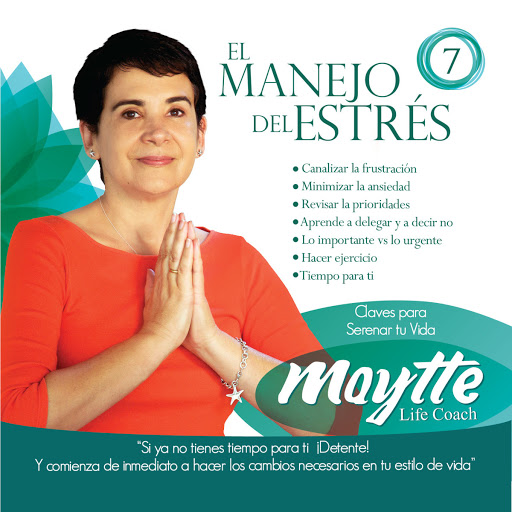 EL
MANEJO
DEL ESTRÉS
7
• Canalizar la frustración
• Minimizar la ansiedad
• Revisar la prioridades
• Aprende a delegar y a decir no
• Lo importante vs lo urgente
• Hacer ejercicio
• Tiempo para ti
Claves para
Serenar tu Vida
Maytte
Life Coach
"Si ya no tienes tiempo para ti ¡Detente!
Y comienza de inmediato a hacer los cambios necesarios en tu estilo de vida"